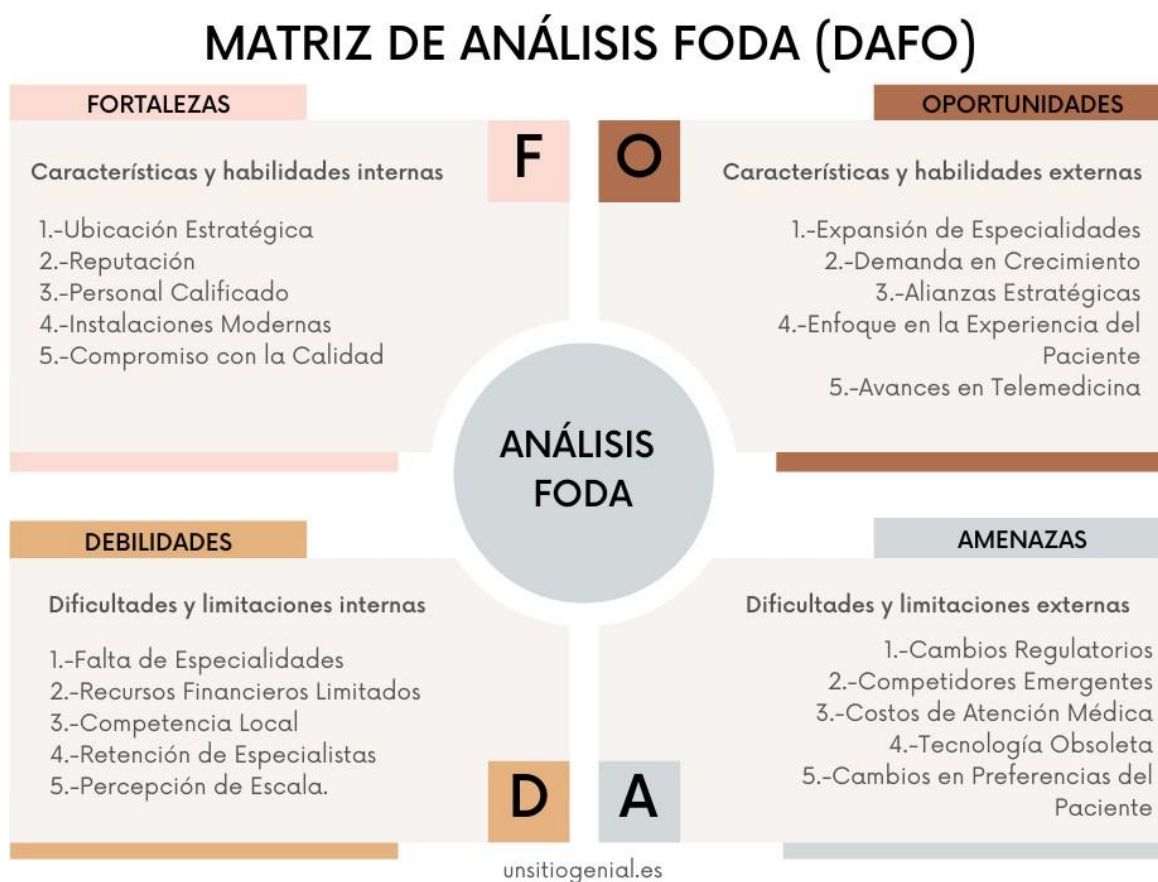 MATRIZ DE ANÁLISIS FODA (DAFO)
FORTALEZAS
F
Características y habilidades internas
1.-Ubicación Estratégica
2.-Reputación
3.-Personal Calificado
4.-Instalaciones Modernas
5.-Compromiso con la Calidad
OPORTUNIDADES
O
Características y habilidades externas
1.-Expansión de Especialidades
2.-Demanda en Crecimiento
3.-Alianzas Estratégicas
4.-Enfoque en la Experiencia del
Paciente
5.-Avances en Telemedicina
ANÁLISIS
FODA
DEBILIDADES
Dificultades y limitaciones internas
1.-Falta de Especialidades
2.-Recursos Financieros Limitados
3.-Competencia Local
4.-Retención de Especialistas
5.-Percepción de Escala.
D
AMENAZAS
Dificultades y limitaciones externas
1.-Cambios Regulatorios
2.-Competidores Emergentes
3.-Costos de Atención Médica
4.-Tecnología Obsoleta
5.-Cambios en Preferencias del
Paciente
A
unsitiogenial.es